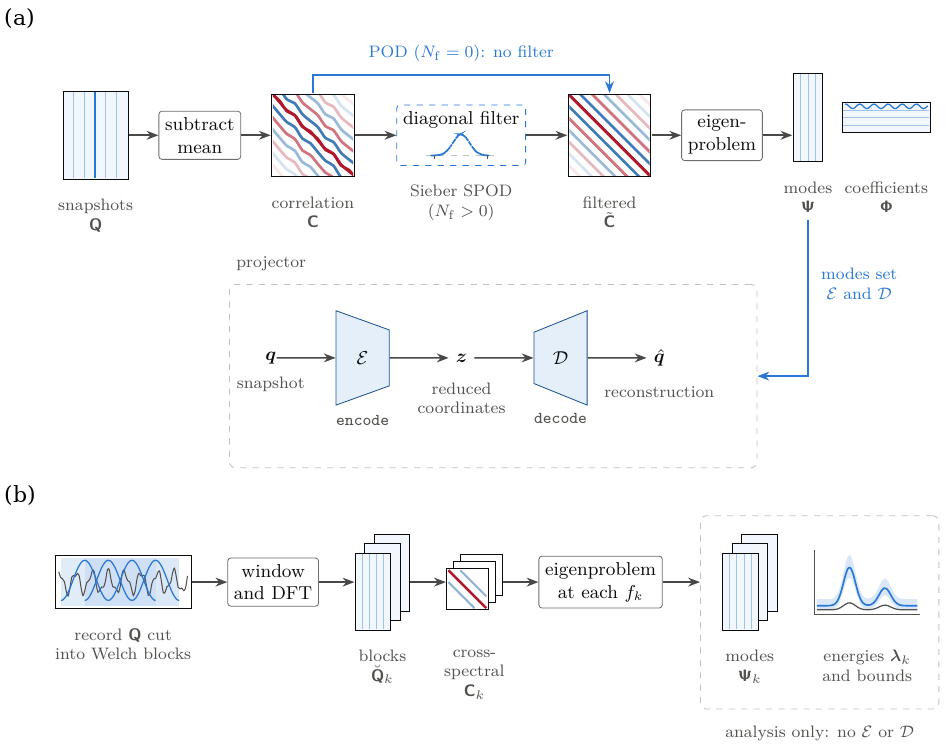 (a)
POD (N_f = 0): no filter
subtract
mean
diagonal filter
eigen-
problem
snapshots
Q
correlation
C
Sieber SPOD
(N_f > 0)
filtered
C̃
modes
Ψ
coefficients
Φ
projector
modes set
ℰ and 𝒟
q
ℰ
z
𝒟
q̂
snapshot
reduced
coordinates
reconstruction
encode
decode
(b)
window
and DFT
eigenproblem
at each f_k
record Q cut
into Welch blocks
blocks
Q̆_k
cross-
spectral
C_k
modes
Ψ_k
energies λ_k
and bounds
analysis only: no ℰ or 𝒟